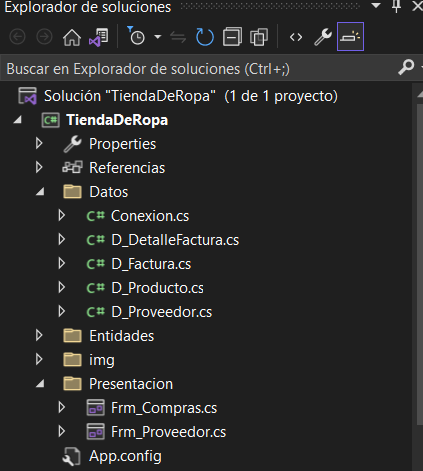 Explorador de soluciones
Buscar en Explorador de soluciones (Ctrl+;)
Solución "TiendaDeRopa" (1 de 1 proyecto)
TiendaDeRopa
Properties
Referencias
Datos
Conexion.cs
D_DetalleFactura.cs
D_Factura.cs
D_Producto.cs
D_Proveedor.cs
Entidades
img
Presentacion
Frm_Compras.cs
Frm_Proveedor.cs
App.config